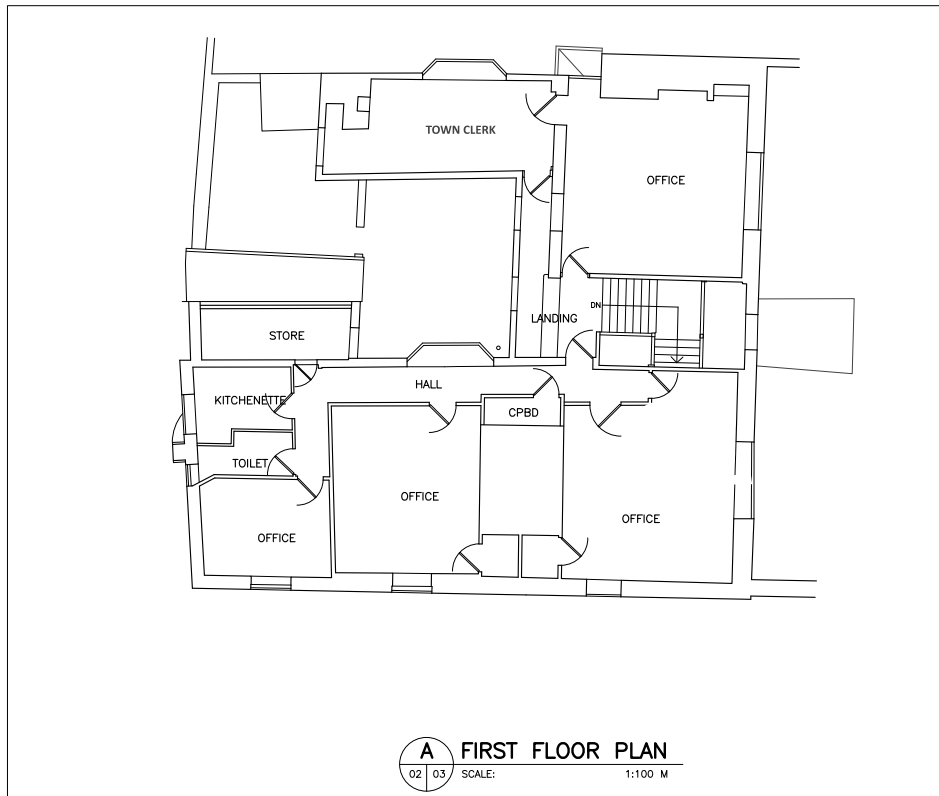 TOWN CLERK
OFFICE
DN
LANDING
STORE
HALL
KITCHENETTE
CPBD
TOILET
OFFICE
OFFICE
OFFICE
A
02 03
FIRST FLOOR PLAN
SCALE: 1:100 M